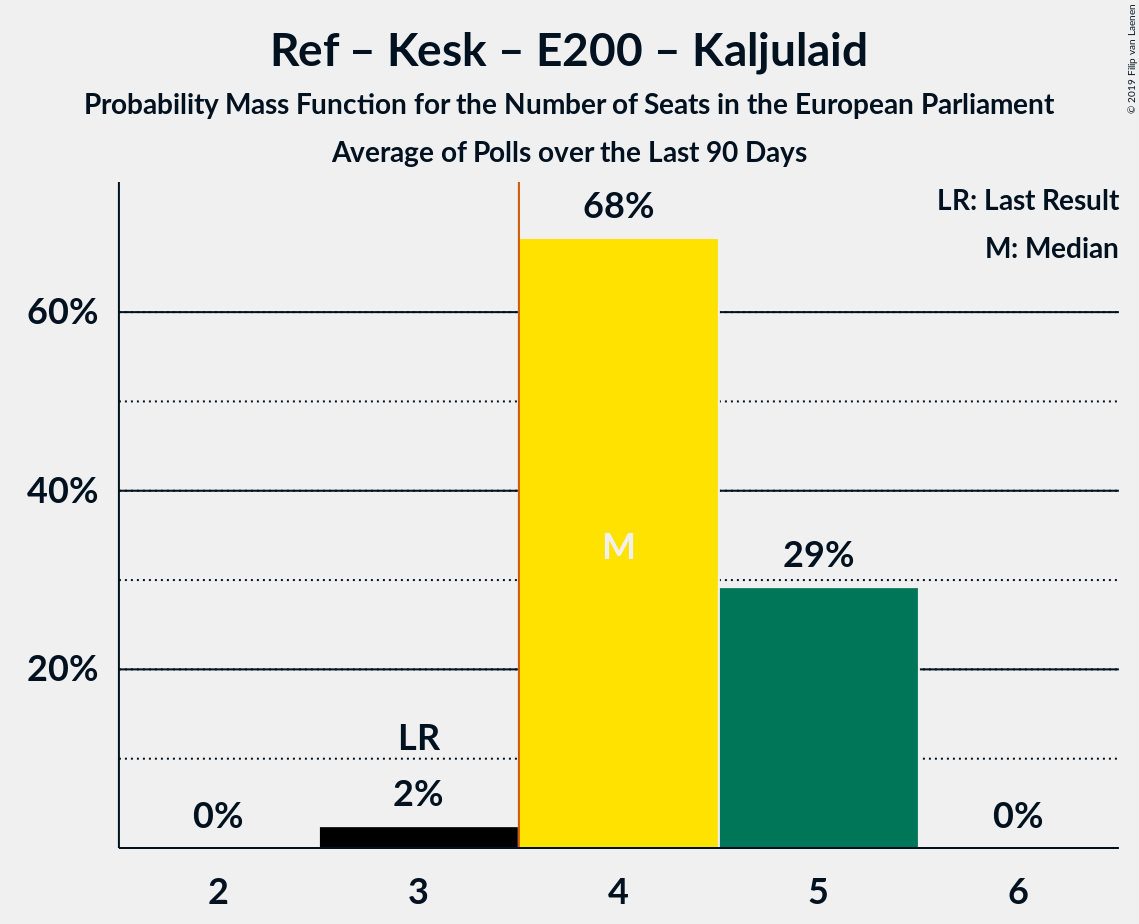 Ref – Kesk – E200 – Kaljulaid
Probability Mass Function for the Number of Seats in the European Parliament
Average of Polls over the Last 90 Days
© 2019 Filip van Laenen
LR: Last Result
M: Median
68%
60%
40%
M
29%
20%
LR
2%
0%
0%
2 3 4 5 6